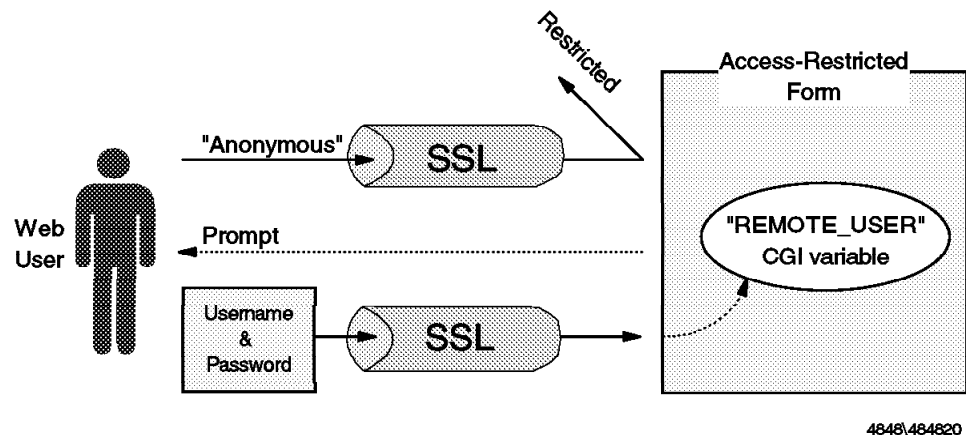 Restricted
Access-Restricted
Form
"Anonymous"
SSL
Web
User
"REMOTE_USER"
CGI variable
Prompt
Username
&
Password
SSL
4848\484820